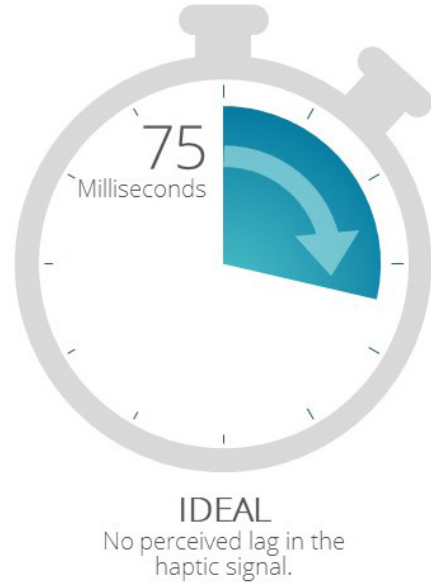 75
Milliseconds
IDEAL
No perceived lag in the
haptic signal.